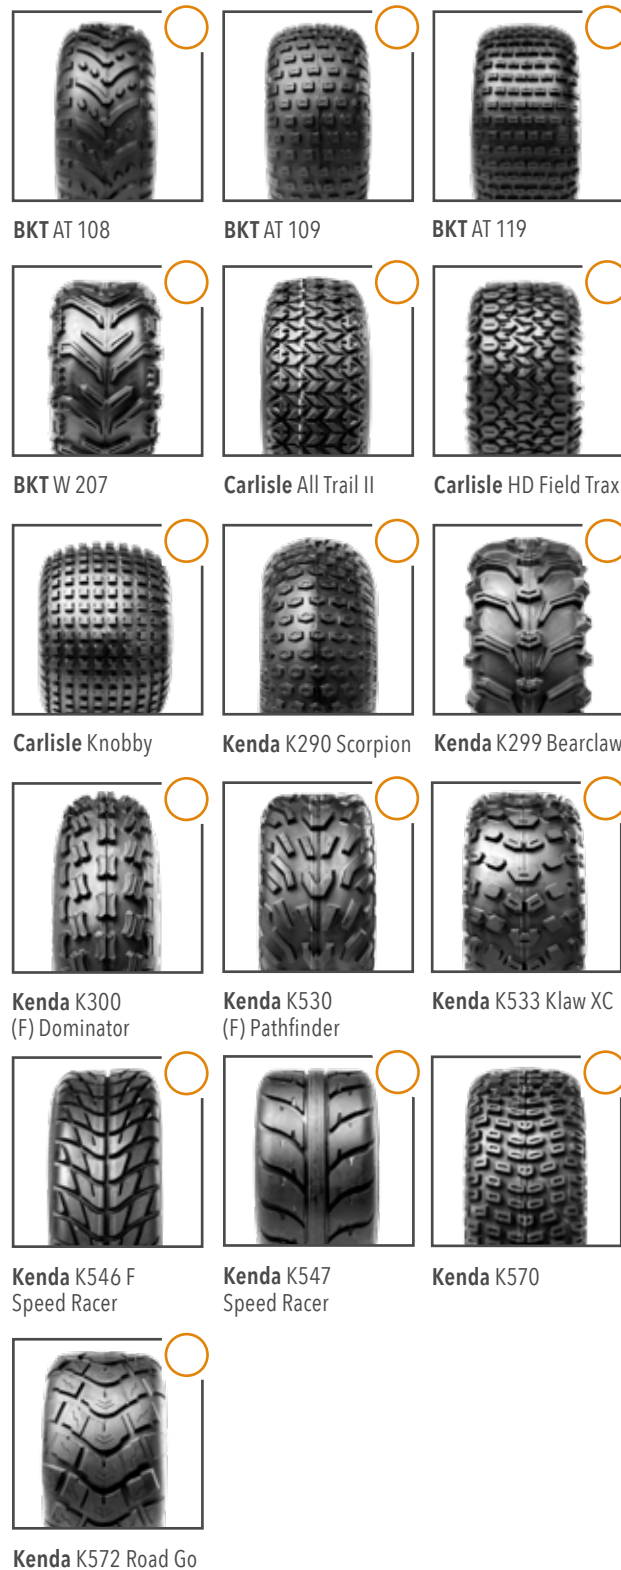 BKT AT 108
BKT AT 109
BKT AT 119
BKT W 207
Carlisle All Trail II
Carlisle HD Field Trax
Carlisle Knobby
Kenda K290 Scorpion
Kenda K299 Bearclaw
Kenda K300
(F) Dominator
Kenda K530
(F) Pathfinder
Kenda K533 Klaw XC
Kenda K546 F
Speed Racer
Kenda K547
Speed Racer
Kenda K570
Kenda K572 Road Go